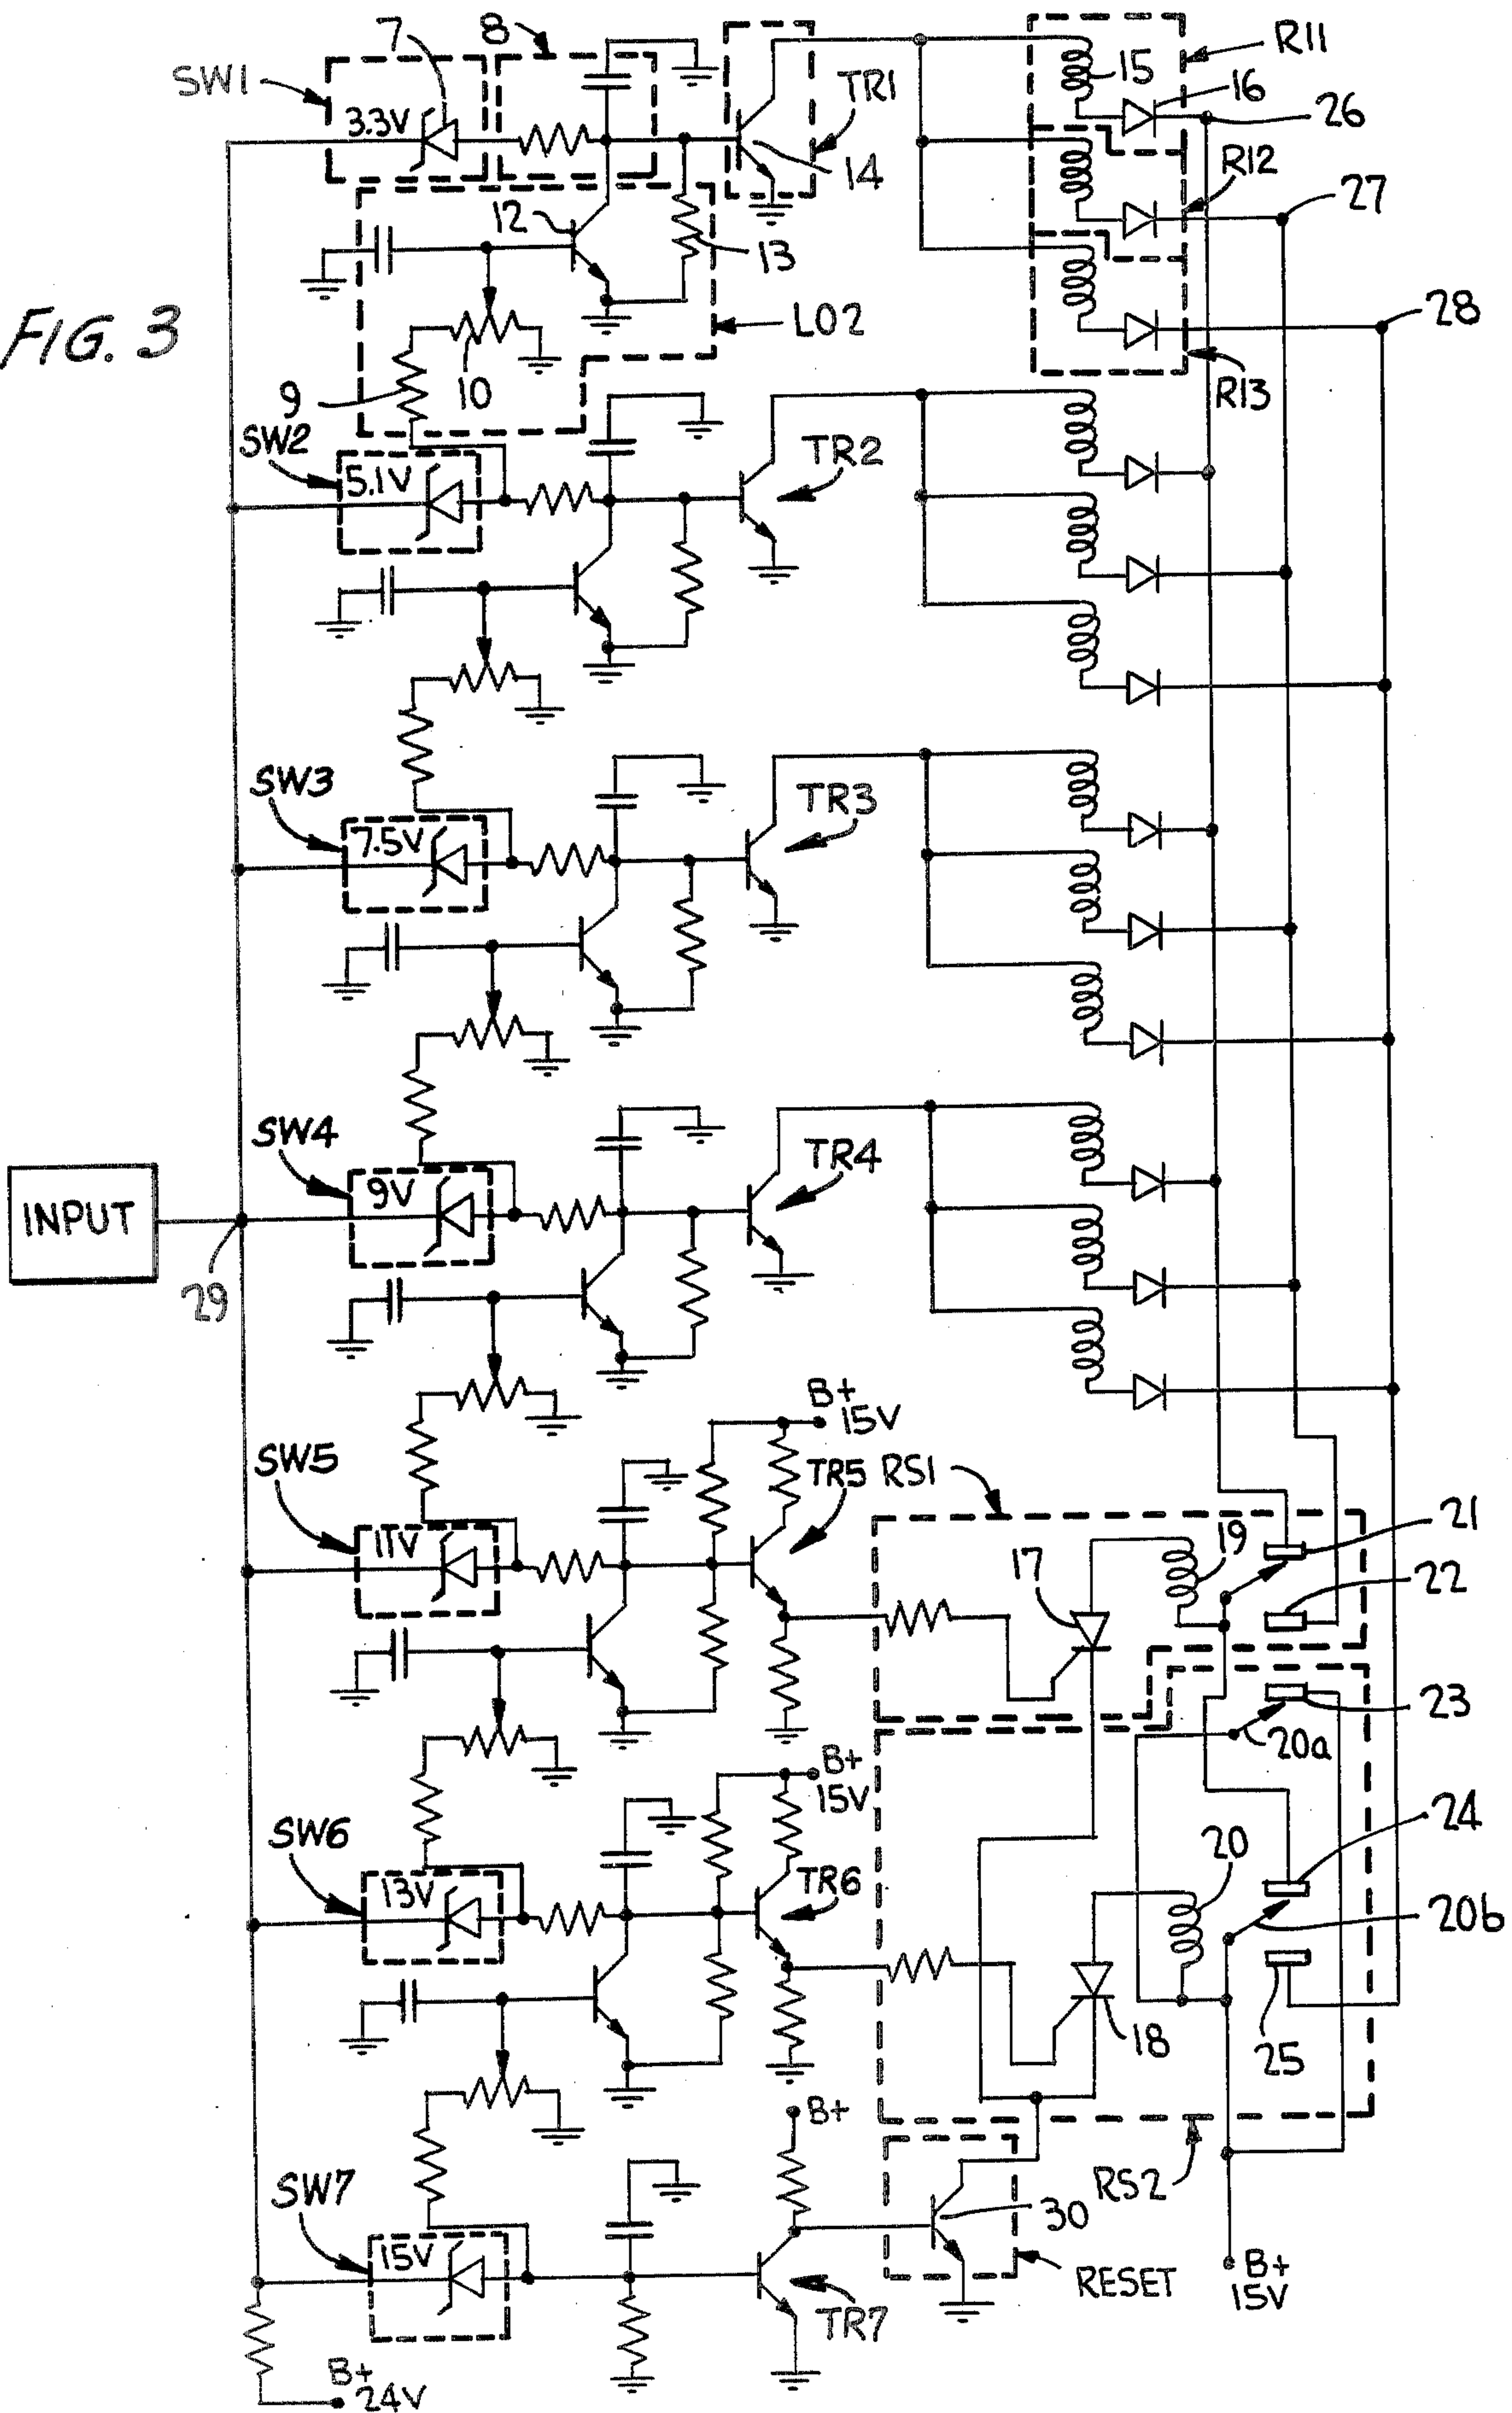 FIG. 3
7
8
SW1
3.3V
TR1
14
15
R11
16
26
R12
27
12
13
LO2
28
R13
9
10
SW2
5.1V
TR2
SW3
7.5V
TR3
SW4
9V
TR4
INPUT
29
B+
15V
SW5
11V
TR5
RS1
17
19
21
22
23
20a
B+
15V
SW6
13V
TR6
20
24
20b
18
25
B+
SW7
15V
TR7
30
RESET
RS2
B+
15V
B+
24V